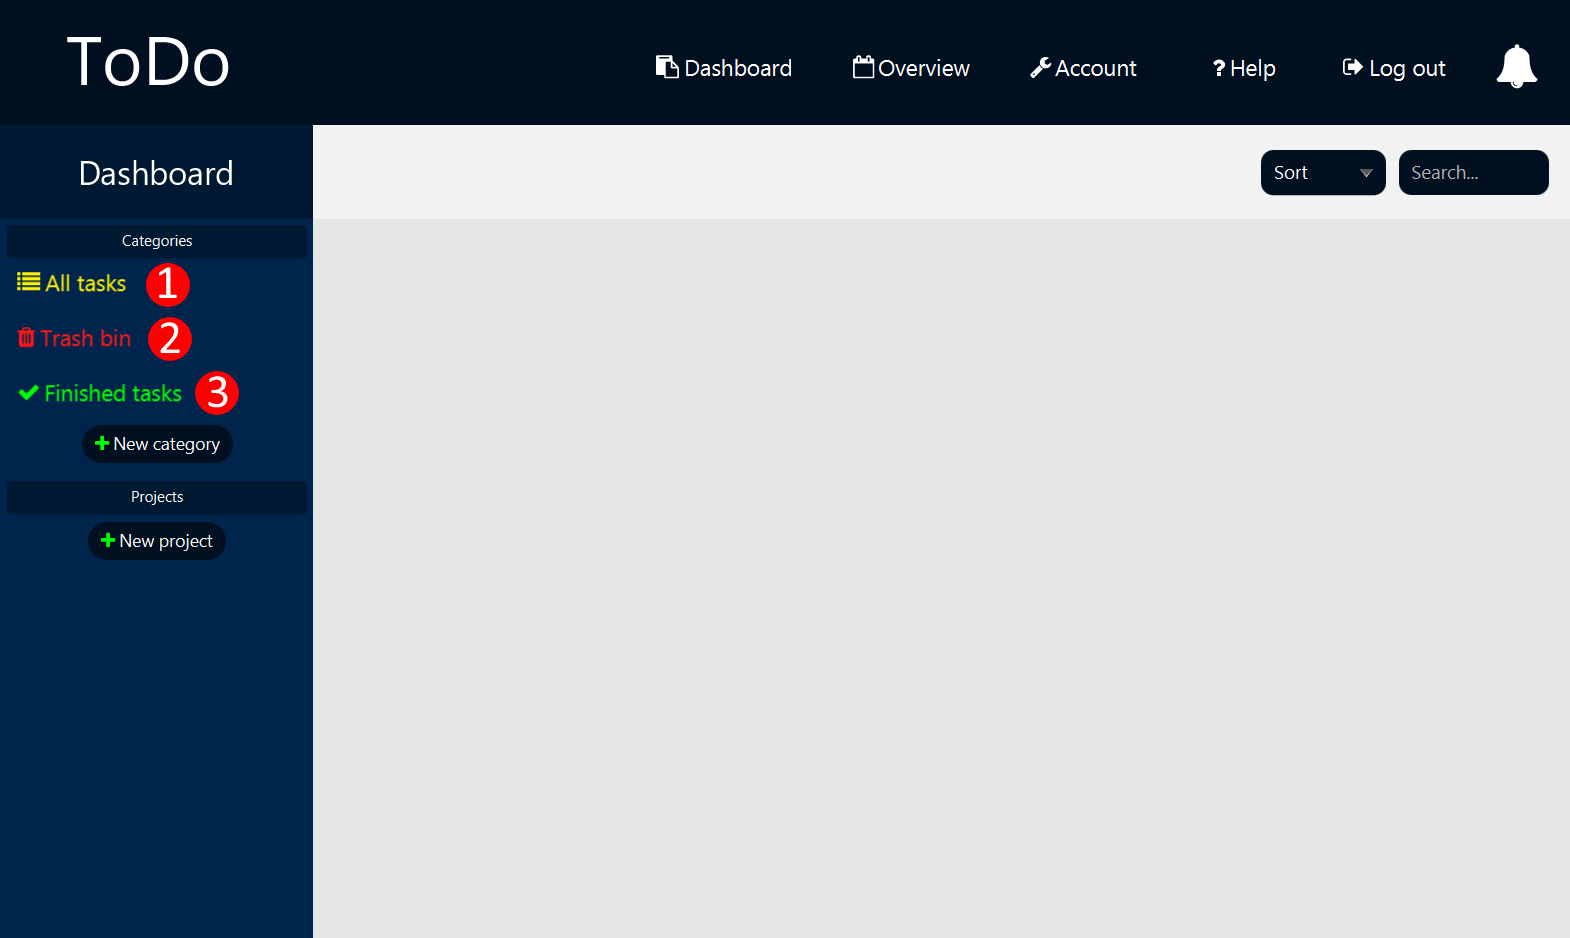 ToDo
Dashboard Overview Account ? Help Log out
Dashboard
Sort Search...
Categories
All tasks 1
Trash bin 2
Finished tasks 3
+ New category
Projects
+ New project